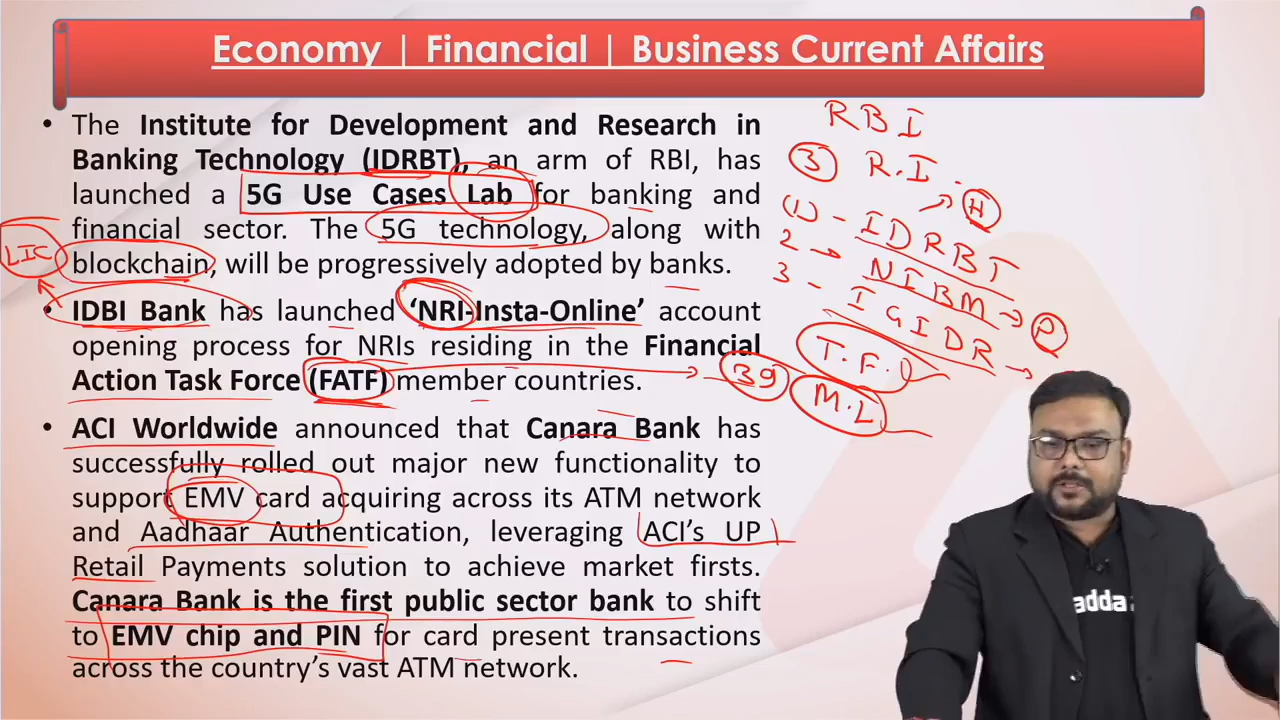 Economy | Financial | Business Current Affairs
• The Institute for Development and Research in
Banking Technology (IDRBT), an arm of RBI, has
launched a 5G Use Cases Lab for banking and
financial sector. The 5G technology, along with
blockchain, will be progressively adopted by banks.
• IDBI Bank has launched ‘NRI-Insta-Online’ account
opening process for NRIs residing in the Financial
Action Task Force (FATF) member countries.
• ACI Worldwide announced that Canara Bank has
successfully rolled out major new functionality to
support EMV card acquiring across its ATM network
and Aadhaar Authentication, leveraging ACI’s UP
Retail Payments solution to achieve market firsts.
Canara Bank is the first public sector bank to shift
to EMV chip and PIN for card present transactions
across the country’s vast ATM network.
LIC
RBI
3 R.I.
H
(1) - IDRBT
2 → NIBM → P
3 - IGIDR →
T.F.
39
M.L
adda